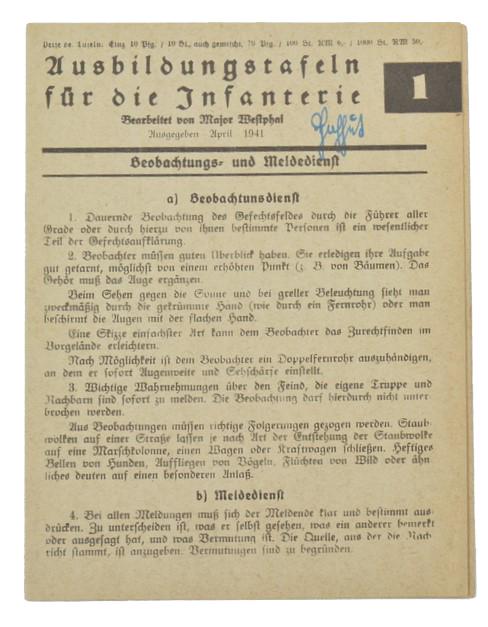 Preise der Tafeln: Einz. 10 Pfg. / 10 St., auch gemischt, 70 Pfg. / 100 St. RM 6,- / 1000 St. RM 50,-
Ausbildungstafeln
für die Infanterie
1
Bearbeitet von Major Westphal
Ausgegeben April 1941
Beobachtungs- und Meldedienst
a) Beobachtunsdienst
1. Dauernde Beobachtung des Gefechtsfeldes durch die Führer aller
Grade oder durch hierzu von ihnen bestimmte Personen ist ein wesentlicher
Teil der Gefechtsaufklärung.
2. Beobachter müssen guten Überblick haben. Sie erledigen ihre Aufgabe
gut getarnt, möglichst von einem erhöhten Punkt (z. B. von Bäumen). Das
Gehör muß das Auge ergänzen.
Beim Sehen gegen die Sonne und bei greller Beleuchtung sieht man
zweckmäßig durch die gekrümmte Hand (wie durch ein Fernrohr) oder man
beschirmt die Augen mit der flachen Hand.
Eine Skizze einfachster Art kann dem Beobachter das Zurechtfinden im
Vorgelände erleichtern.
Nach Möglichkeit ist dem Beobachter ein Doppelfernrohr auszuhändigen,
an dem er sofort Augenweite und Sehschärfe einstellt.
3. Wichtige Wahrnehmungen über den Feind, die eigene Truppe und
Nachbarn sind sofort zu melden. Die Beobachtung darf hierdurch nicht unter-
brochen werden.
Aus Beobachtungen müssen richtige Folgerungen gezogen werden. Staub-
wolken auf einer Straße lassen je nach Art der Entstehung der Staubwolke
auf eine Marschkolonne, einen Wagen oder Kraftwagen schließen. Heftiges
Bellen von Hunden, Auffliegen von Vögeln, Flüchten von Wild oder ähn-
liches deuten auf einen besonderen Anlaß.
b) Meldedienst
4. Bei allen Meldungen muß sich der Meldende klar und bestimmt aus-
drücken. Zu unterscheiden ist, was er selbst gesehen, was ein anderer bemerkt
oder ausgesagt hat, und was Vermutung ist. Die Quelle, aus der die Nach-
richt stammt, ist anzugeben. Vermutungen sind zu begründen.